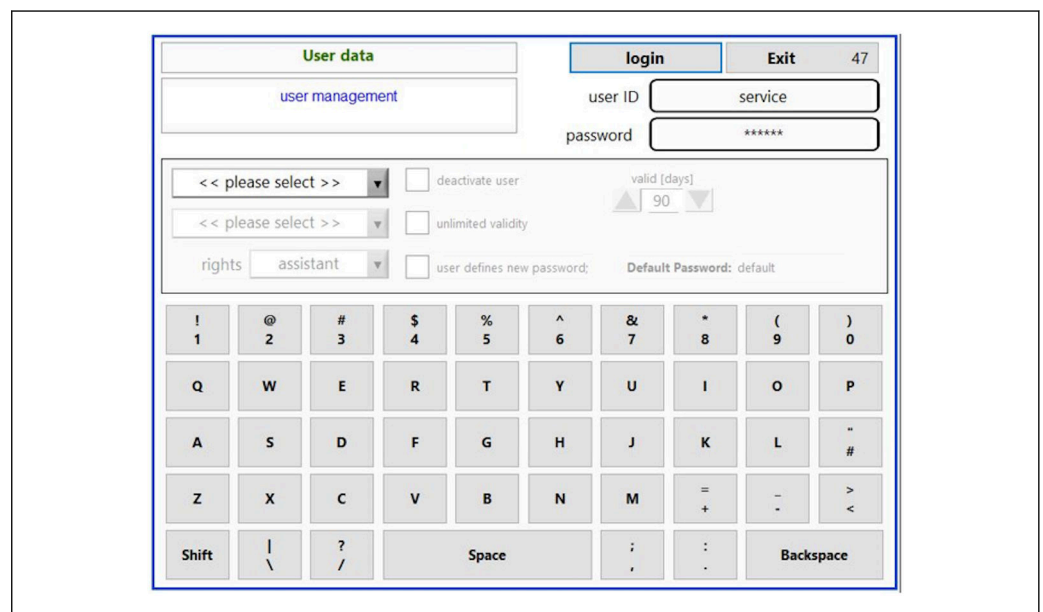 User data login Exit 47
user management user ID service
password ******
<< please select >> deactivate user valid [days]
90
<< please select >> unlimited validity
rights assistant user defines new password; Default Password: default
! @ # $ % ^ & * ( )
1 2 3 4 5 6 7 8 9 0
Q W E R T Y U I O P
A S D F G H J K L "
#
Z X C V B N M = _ >
+ - <
Shift | ? Space ; : Backspace
\ / , .